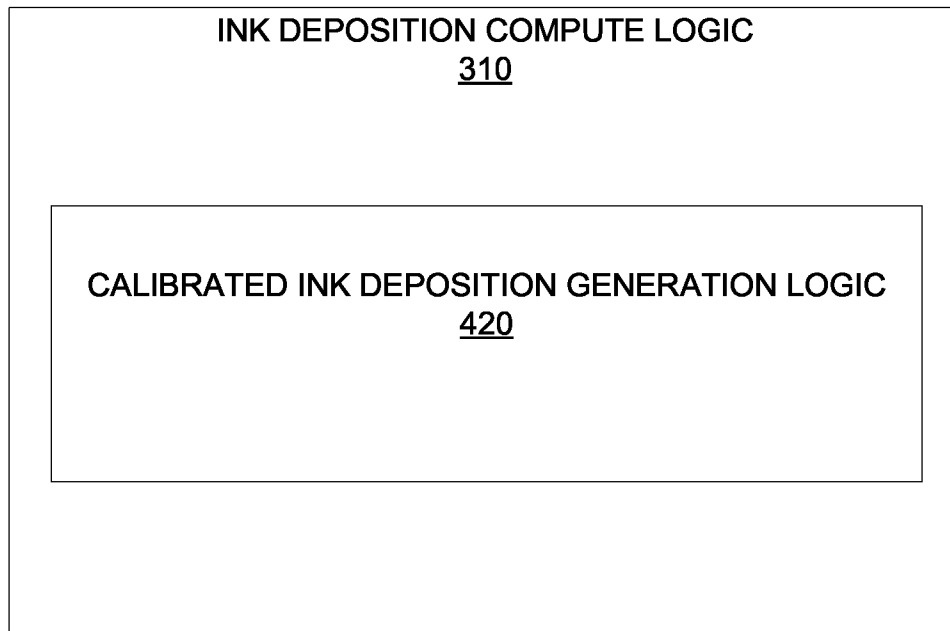 INK DEPOSITION COMPUTE LOGIC
310
CALIBRATED INK DEPOSITION GENERATION LOGIC
420